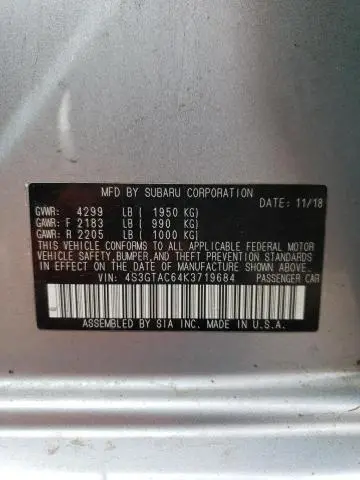 MFD BY SUBARU CORPORATION
DATE: 11/18
GVWR: 4299 LB ( 1950 KG)
GAWR: F 2183 LB ( 990 KG)
GAWR: R 2205 LB ( 1000 KG)
THIS VEHICLE CONFORMS TO ALL APPLICABLE FEDERAL MOTOR
VEHICLE SAFETY, BUMPER, AND THEFT PREVENTION STANDARDS
IN EFFECT ON THE DATE OF MANUFACTURE SHOWN ABOVE.
VIN: 4S3GTAC64K3719684 PASSENGER CAR
ASSEMBLED BY SIA INC. MADE IN U.S.A.